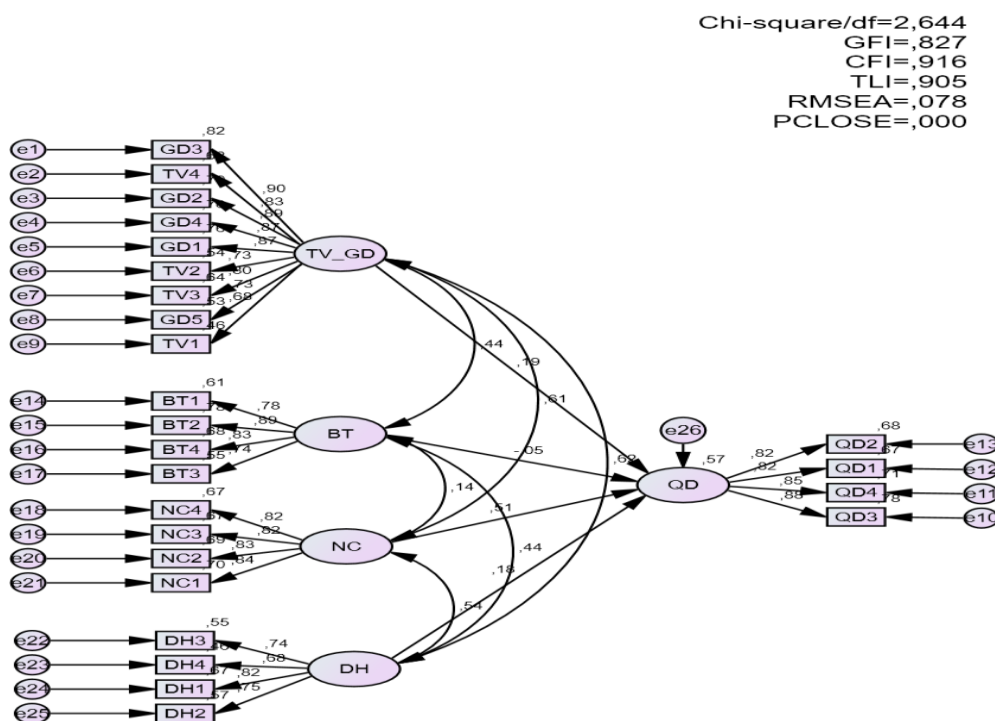 Chi-square/df=2,644
GFI=,827
CFI=,916
TLI=,905
RMSEA=,078
PCLOSE=,000
,82
e1 GD3
e2 TV4
,90
e3 GD2
,83
e4 GD4
,87
e5 GD1 ,87 TV_GD
e6 TV2 ,73
e7 TV3 ,73
e8 GD5 ,68
e9 TV1
,44
,19
,61
,61
e14 BT1 ,78
e15 BT2 ,89
e16 BT4 ,83 BT
e17 BT3 ,74
-,05
e26
,62 QD ,57
,68
,82 QD2 e13
,82 QD1 e12
,85 QD4 e11
,88 QD3 e10
,14
,67
e18 NC4 ,82
e19 NC3 ,82 NC
e20 NC2 ,83
e21 NC1 ,84
,51
,44
,18
,54
,55
e22 DH3 ,74
e23 DH4 ,68 DH
e24 DH1 ,82
e25 DH2 ,75